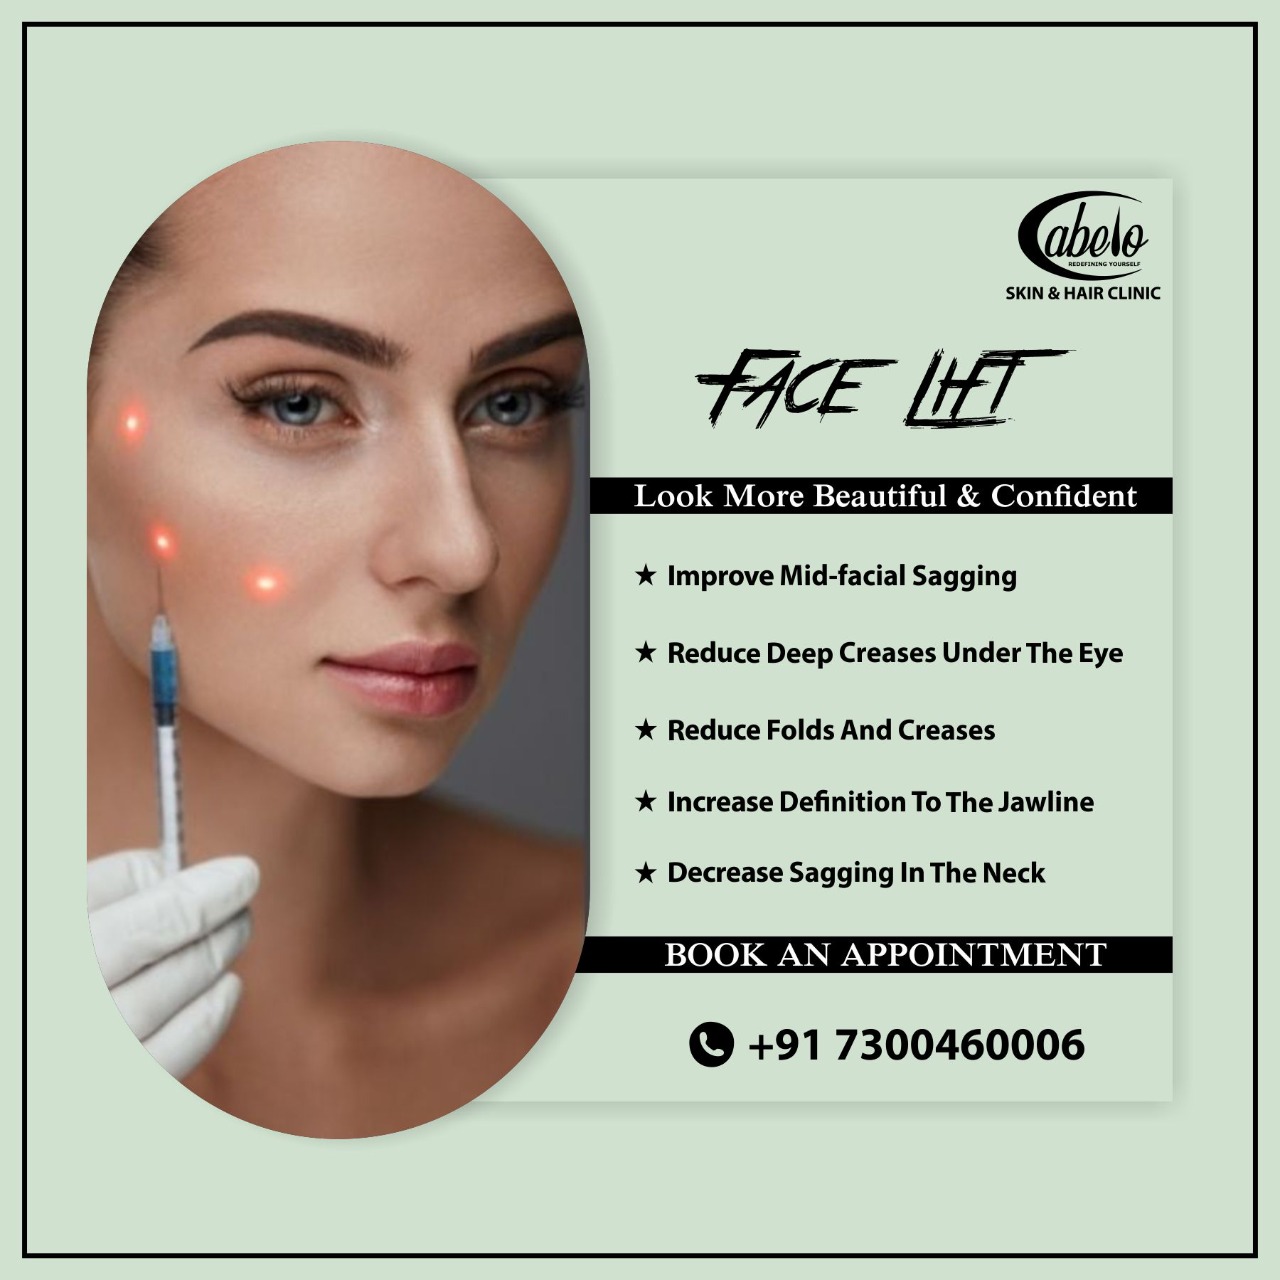 Cabelo
REDEFINING YOURSELF
SKIN & HAIR CLINIC
FACE LIFT
Look More Beautiful & Confident
★ Improve Mid-facial Sagging
★ Reduce Deep Creases Under The Eye
★ Reduce Folds And Creases
★ Increase Definition To The Jawline
★ Decrease Sagging In The Neck
BOOK AN APPOINTMENT
+91 7300460006